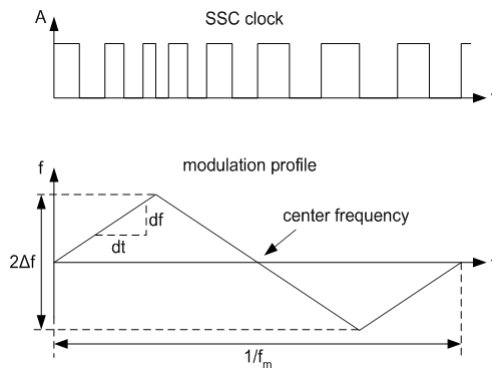 A
SSC clock
f
modulation profile
center frequency
df
dt
2Δf
1/fm